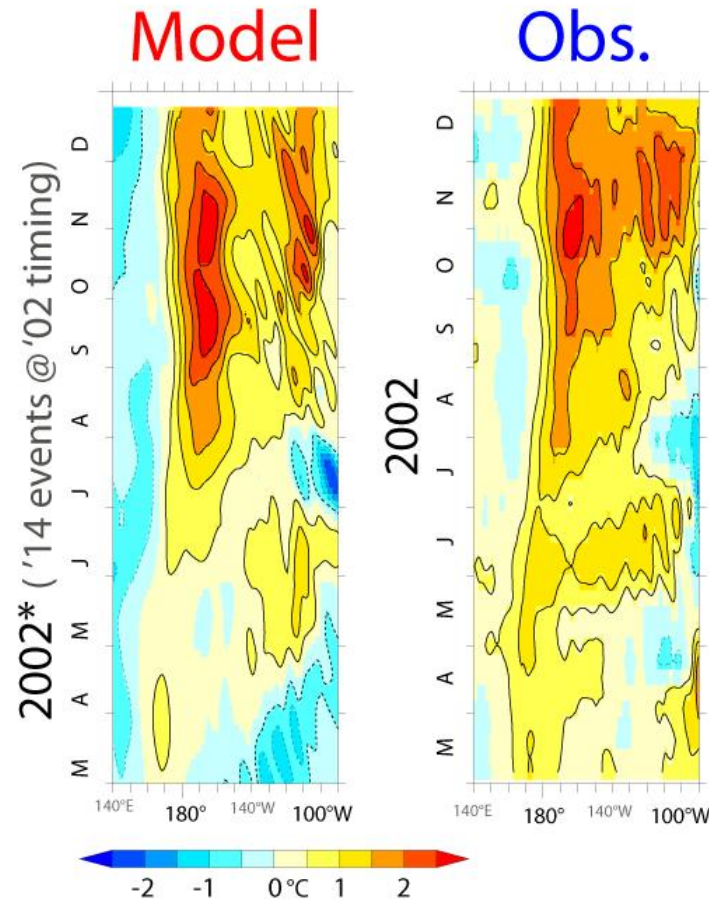 Model
Obs.
2002* ( '14 events @ '02 timing)
D
N
O
S
A
J
J
M
A
M
140°E
180°
140°W
100°W
2002
D
N
O
S
A
J
J
M
A
M
140°E
180°
140°W
100°W
-2 -1 0 °C 1 2